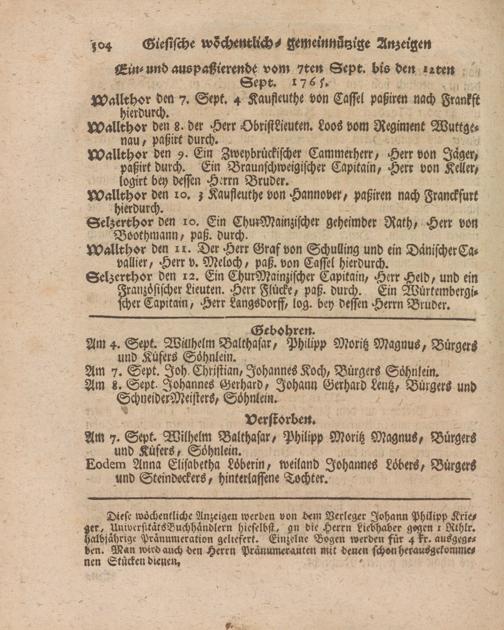 304 Giesische wöchentlich- gemeinnützige Anzeigen
Ein- und auspaßierende vom 7ten Sept. bis den 12ten
Sept. 1765.
Wallthor den 7. Sept. 4 Kaufleuthe von Cassel paßiren nach Franckft
hierdurch.
Wallthor den 8. der Herr ObristLieuten. Loos vom Regiment Wuttge-
nau, paßirt durch.
Wallthor den 9. Ein Zweybrückischer Cammerherr, Herr von Jäger,
paßirt durch. Ein Braunschweigischer Capitain, Herr von Keller,
logirt bey dessen Herrn Bruder.
Wallthor den 10. 3 Kaufleuthe von Hannover, paßiren nach Franckfurt
hierdurch.
Selzerthor den 10. Ein ChurMainzischer geheimder Rath, Herr von
Boothmann, paß. durch.
Wallthor den 11. Der Herr Graf von Schulling und ein Dänischer Ca-
vallier, Herr v. Meloch, paß. von Cassel hierdurch.
Selzerthor den 12. Ein ChurMainzischer Capitain, Herr Held, und ein
Französischer Lieuten. Herr Flücke, paß. durch. Ein Würtembergi-
scher Capitain, Herr Langsdorff, log. bey dessen Herrn Bruder.
Gebohren.
Am 4. Sept. Willhelm Balthasar, Philipp Moritz Magnus, Bürgers
und Küfers Söhnlein.
Am 7. Sept. Joh Christian, Johannes Koch, Bürgers Söhnlein.
Am 8. Sept. Johannes Gerhard, Johann Gerhard Lentz, Bürgers und
SchneiderMeisters, Söhnlein.
Verstorben.
Am 7. Sept. Wilhelm Balthasar, Philipp Moritz Magnus, Bürgers
und Küfers, Söhnlein.
Eodem Anna Elisabetha Löberin, weiland Johannes Löbers, Bürgers
und Steindeckers, hinterlassene Tochter.
Diese wöchentliche Anzeigen werden von dem Verleger Johann Philipp Krie-
ger, UniversitätsBuchhändlern hieselbst, an die Herrn Liebhaber gegen 1 Rthlr.
halbjährige Pränumeration geliefert. Einzelne Bogen werden für 4 kr. ausgege-
ben. Man wird auch den Herrn Pränumeranten mit denen schon herausgekomme-
nen Stücken dienen,